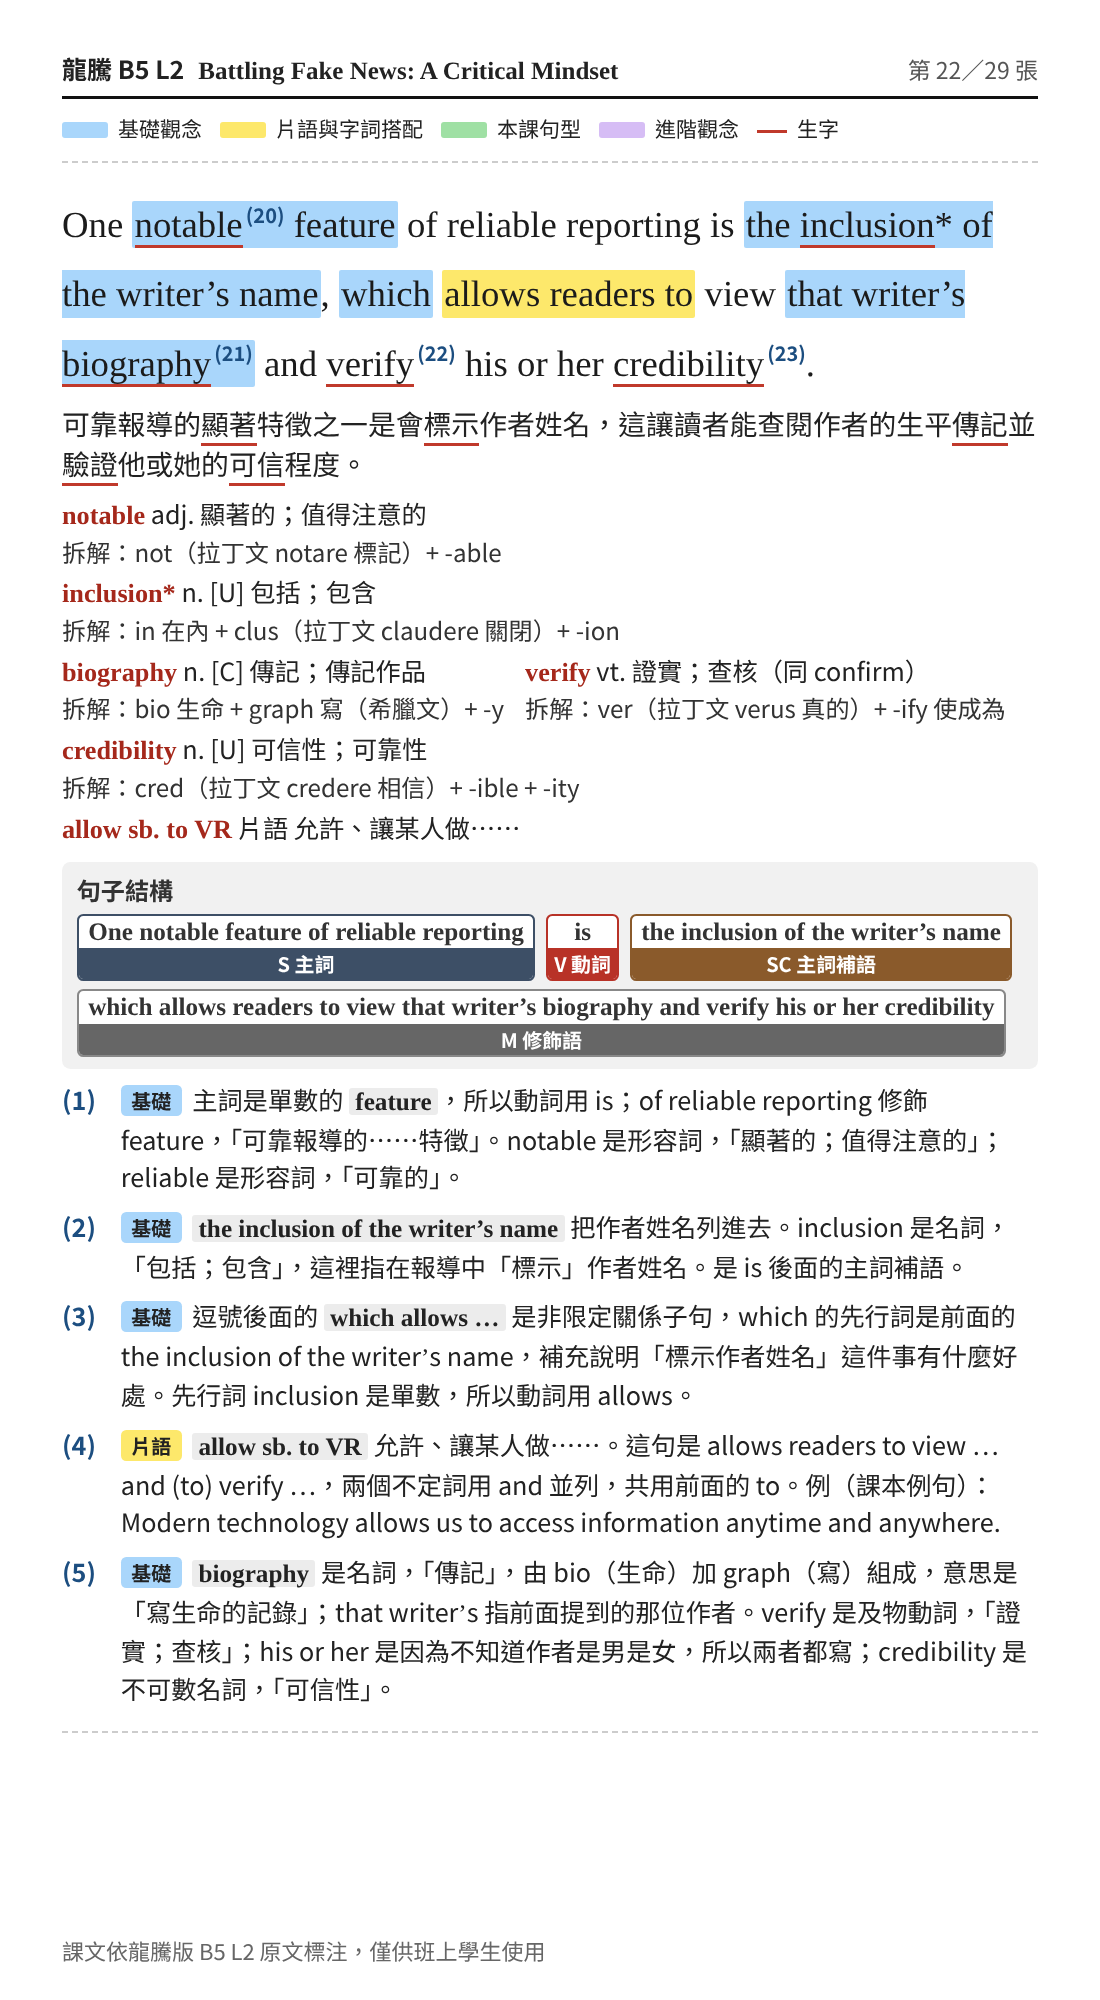 龍騰 B5 L2 Battling Fake News: A Critical Mindset 第 22／29 張
基礎觀念 片語與字詞搭配 本課句型 進階觀念 生字
One notable(20) feature of reliable reporting is the inclusion* of
the writer’s name, which allows readers to view that writer’s
biography(21) and verify(22) his or her credibility(23).
可靠報導的顯著特徵之一是會標示作者姓名，這讓讀者能查閱作者的生平傳記並
驗證他或她的可信程度。
notable adj. 顯著的；值得注意的
拆解：not（拉丁文 notare 標記）+ -able
inclusion* n. [U] 包括；包含
拆解：in 在內 + clus（拉丁文 claudere 關閉）+ -ion
biography n. [C] 傳記；傳記作品 verify vt. 證實；查核（同 confirm）
拆解：bio 生命 + graph 寫（希臘文）+ -y 拆解：ver（拉丁文 verus 真的）+ -ify 使成為
credibility n. [U] 可信性；可靠性
拆解：cred（拉丁文 credere 相信）+ -ible + -ity
allow sb. to VR 片語 允許、讓某人做……
句子結構
One notable feature of reliable reporting is the inclusion of the writer’s name
S 主詞 V 動詞 SC 主詞補語
which allows readers to view that writer’s biography and verify his or her credibility
M 修飾語
(1) 基礎 主詞是單數的 feature，所以動詞用 is；of reliable reporting 修飾
feature，「可靠報導的……特徵」。notable 是形容詞，「顯著的；值得注意的」；
reliable 是形容詞，「可靠的」。
(2) 基礎 the inclusion of the writer’s name 把作者姓名列進去。inclusion 是名詞，
「包括；包含」，這裡指在報導中「標示」作者姓名。是 is 後面的主詞補語。
(3) 基礎 逗號後面的 which allows … 是非限定關係子句，which 的先行詞是前面的
the inclusion of the writer’s name，補充說明「標示作者姓名」這件事有什麼好
處。先行詞 inclusion 是單數，所以動詞用 allows。
(4) 片語 allow sb. to VR 允許、讓某人做……。這句是 allows readers to view …
and (to) verify …，兩個不定詞用 and 並列，共用前面的 to。例（課本例句）：
Modern technology allows us to access information anytime and anywhere.
(5) 基礎 biography 是名詞，「傳記」，由 bio（生命）加 graph（寫）組成，意思是
「寫生命的記錄」；that writer’s 指前面提到的那位作者。verify 是及物動詞，「證
實；查核」；his or her 是因為不知道作者是男是女，所以兩者都寫；credibility 是
不可數名詞，「可信性」。
課文依龍騰版 B5 L2 原文標注，僅供班上學生使用